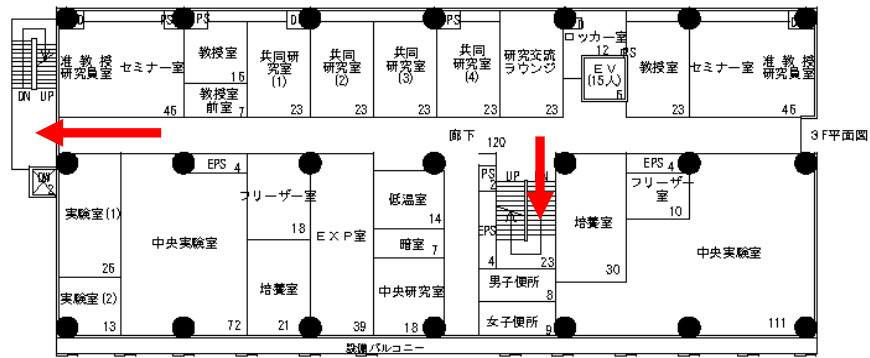 D
PS
PS
D
PS
D
D
准 教 授
研究員室
セミナー室
46
教授室
16
教授室
前室
7
共同研
究室
(1)
23
共同
研究室
(2)
23
共同
研究室
(3)
23
共同
研究室
(4)
23
研究交流
ラウンジ
23
ロッカー室
12
PS
EV
(15人)
6
教授室
23
セミナー室
准 教 授
研究員室
46
DN UP
廊下
120
3F平面図
DW
2
実験室(1)
26
実験室(2)
13
EPS 4
中央実験室
72
フリーザー室
18
培養室
21
EXP室
39
低温室
14
暗室 7
中央研究室
18
PS
2
UP
DN
EPS
4
23
男子便所
8
女子便所
9
培養室
30
EPS 4
フリーザー
室
10
中央実験室
111
設備バルコニー